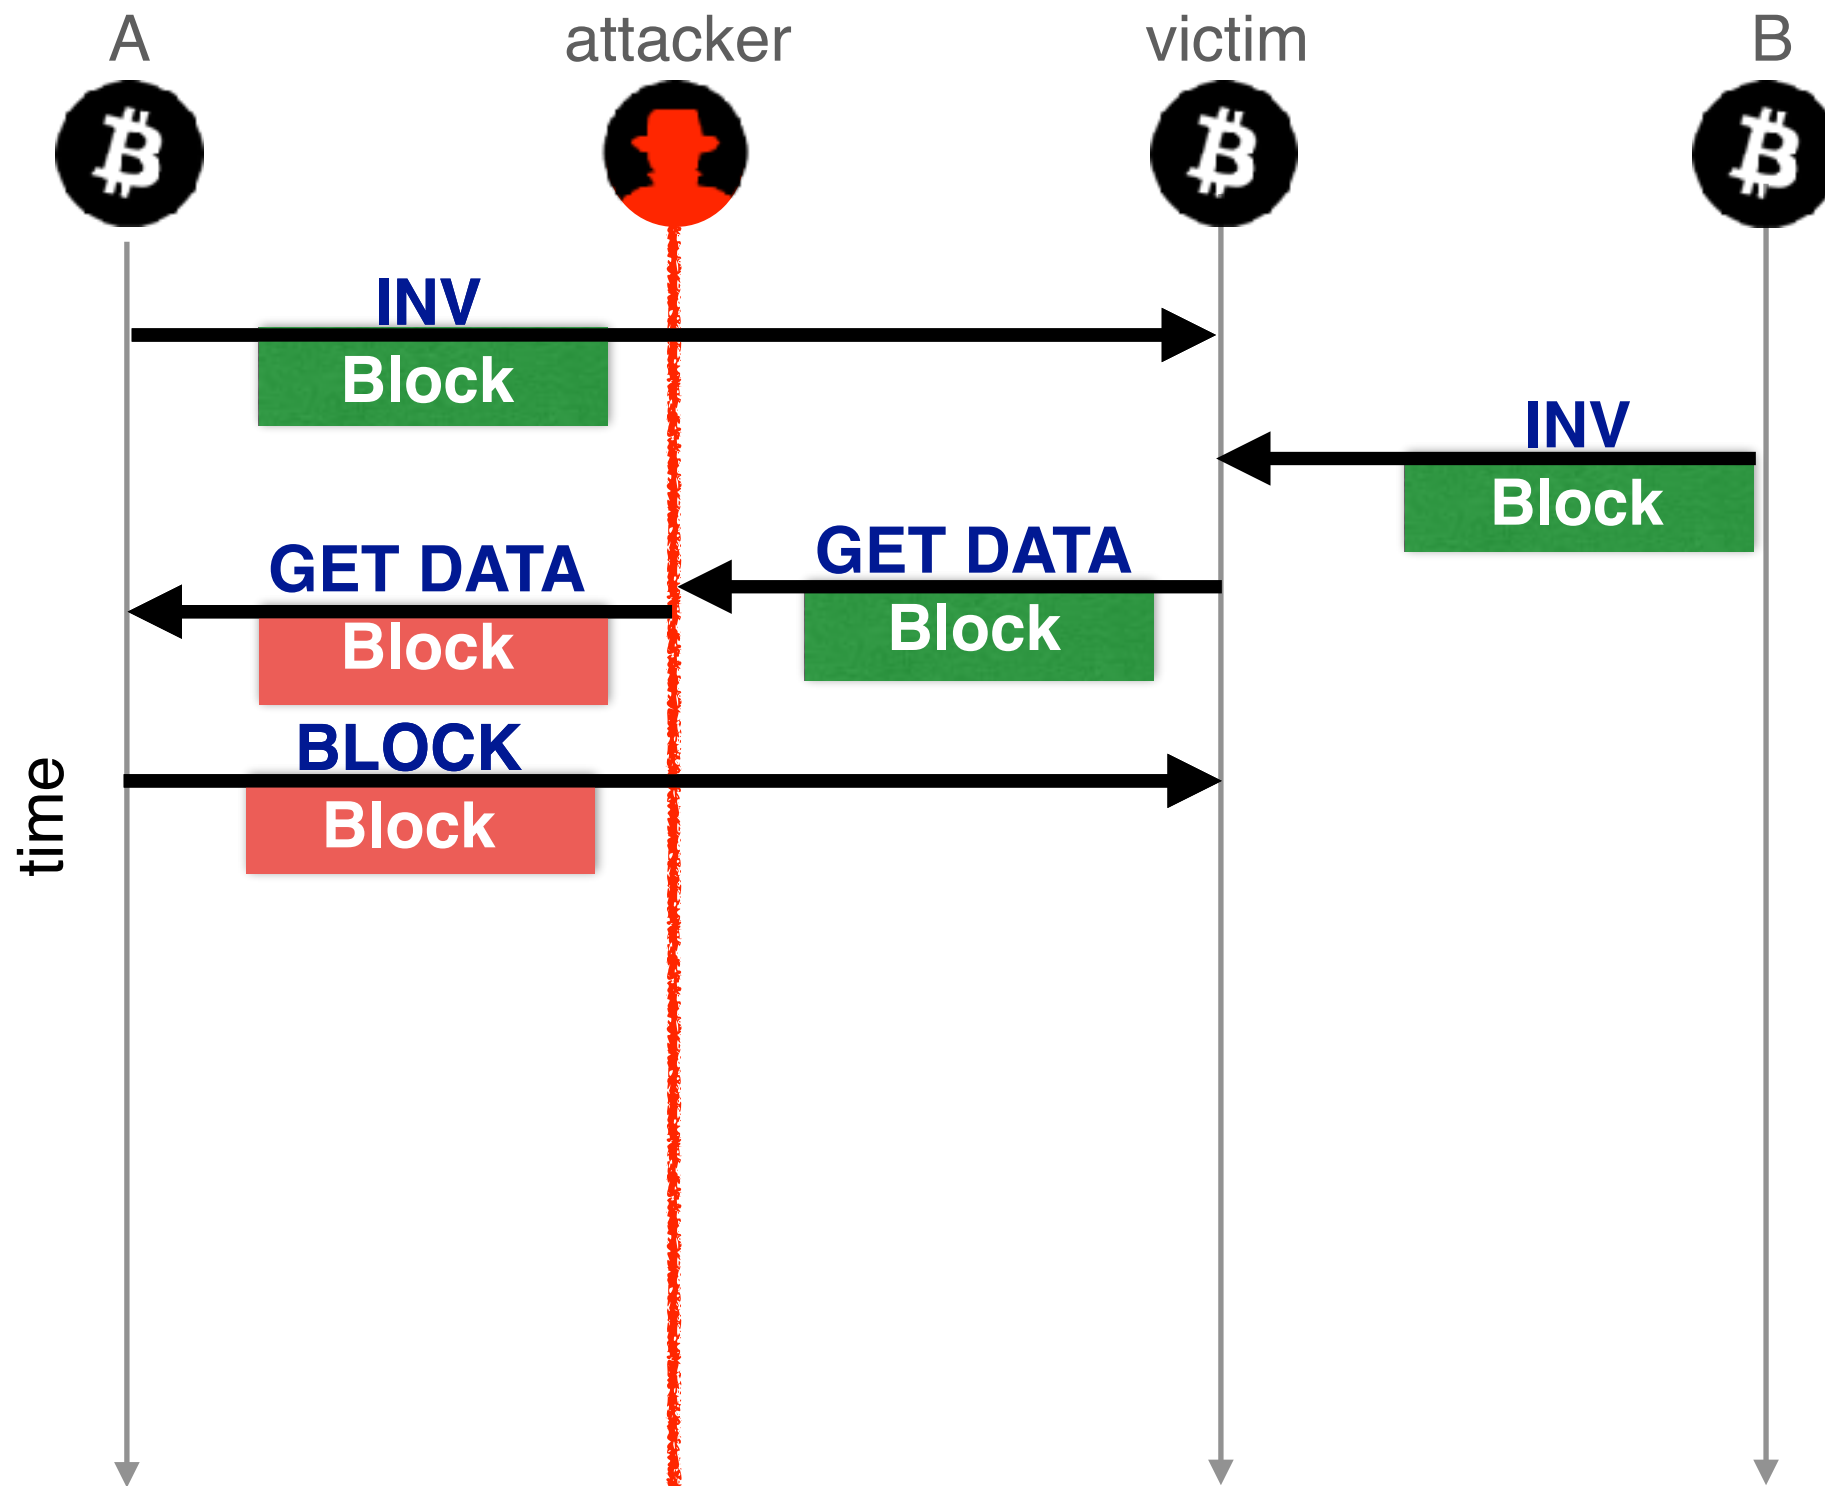 A
attacker
victim
B
INV
Block
INV
Block
GET DATA
Block
GET DATA
Block
BLOCK
Block
time